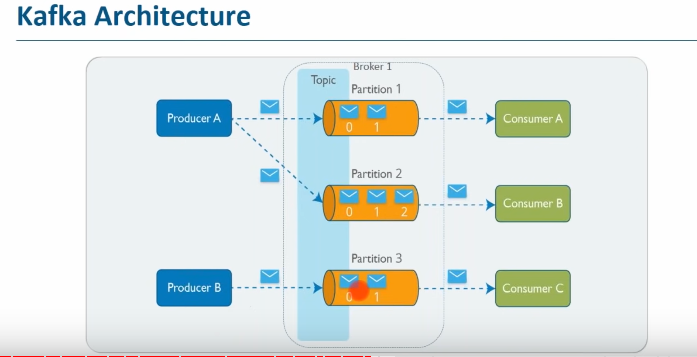 Kafka Architecture
Broker 1
Topic
Partition 1
Producer A
0 1
Consumer A
Partition 2
0 1 2
Consumer B
Partition 3
Producer B
0 1
Consumer C